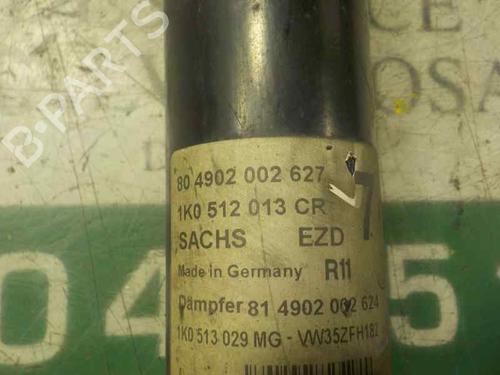 B-PARTS
80 4902 002 627
1K0 512 013 CR
7
SACHS EZD
Made in Germany R11
Dämpfer 81 4902 002 624
1K0 513 029 MG - VW35ZFH182